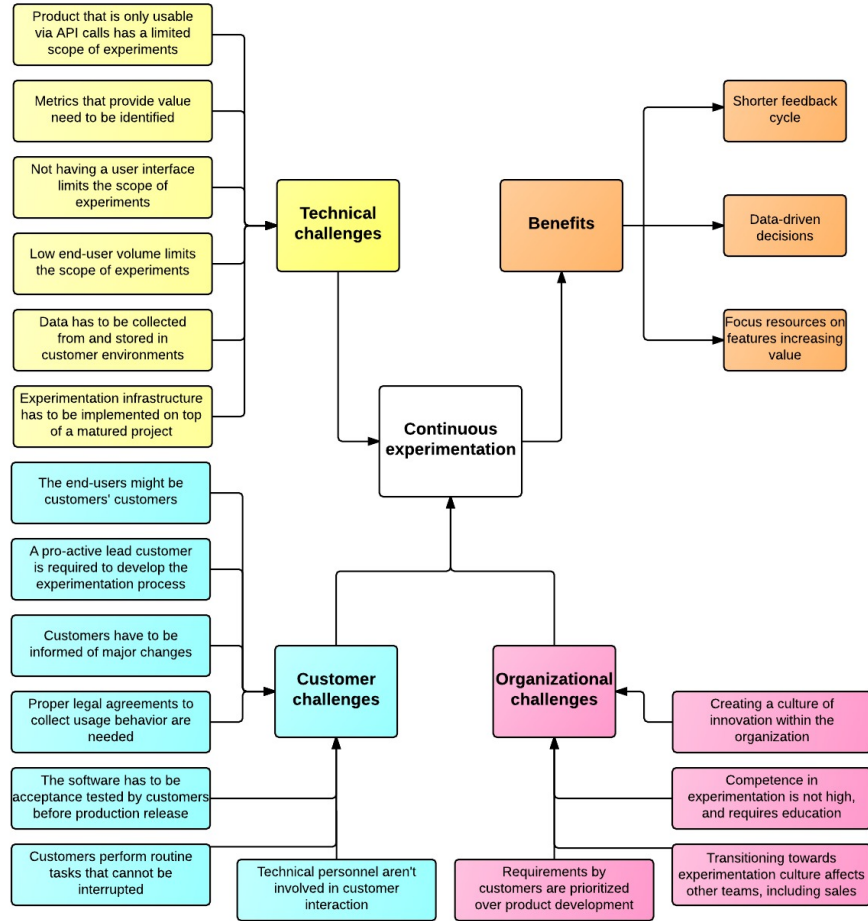 Product that is only usable
via API calls has a limited
scope of experiments
Metrics that provide value
need to be identified
Not having a user interface
limits the scope of
experiments
Low end-user volume limits
the scope of experiments
Data has to be collected
from and stored in
customer environments
Experimentation infrastructure
has to be implemented on top
of a matured project
Technical
challenges
Benefits
Shorter feedback
cycle
Data-driven
decisions
Focus resources on
features increasing
value
Continuous
experimentation
The end-users might be
customers' customers
A pro-active lead customer
is required to develop the
experimentation process
Customers have to be
informed of major changes
Proper legal agreements to
collect usage behavior are
needed
The software has to be
acceptance tested by customers
before production release
Customers perform routine
tasks that cannot be
interrupted
Customer
challenges
Technical personnel aren't
involved in customer
interaction
Organizational
challenges
Creating a culture of
innovation within the
organization
Competence in
experimentation is not high,
and requires education
Transitioning towards
experimentation culture affects
other teams, including sales
Requirements by
customers are prioritized
over product development